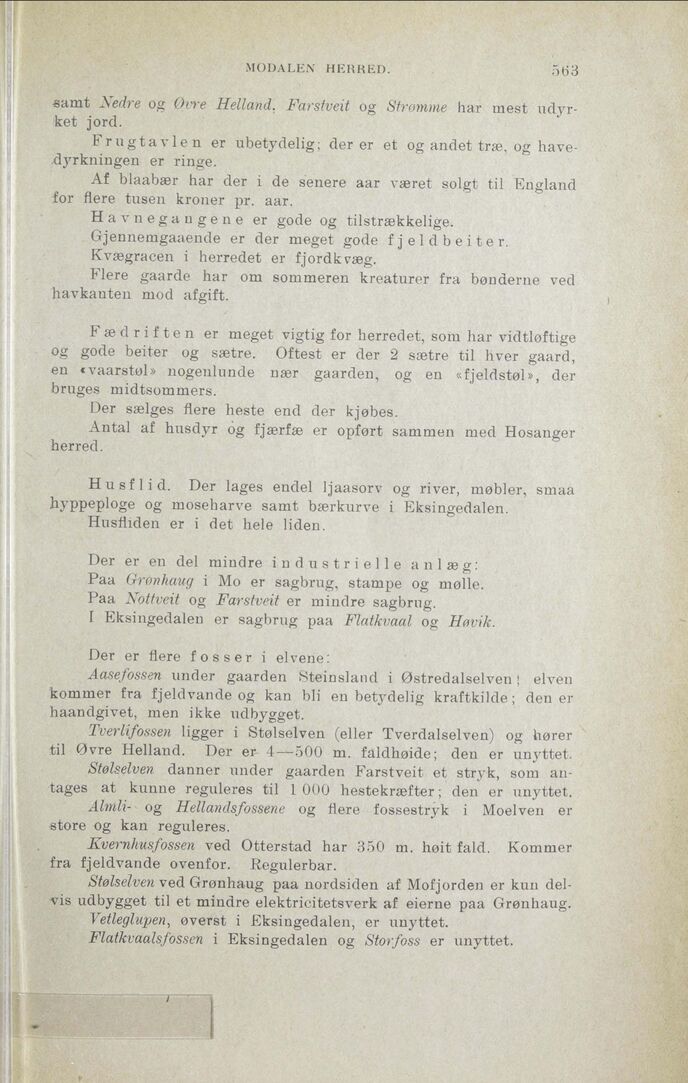 MODALEN HERRED. 563
samt Nedre og Øvre Helland, Farstveit og Strømme har mest udyr-
ket jord.
Frugtavlen er ubetydelig; der er et og andet træ, og have-
dyrkningen er ringe.
Af blaabær har der i de senere aar været solgt til England
for flere tusen kroner pr. aar.
Havnegangene er gode og tilstrækkelige.
Gjennemgaaende er der meget gode fjeldbeiter.
Kvægracen i herredet er fjordkvæg.
Flere gaarde har om sommeren kreaturer fra bønderne ved
havkanten mod afgift.
Fædriften er meget vigtig for herredet, som har vidtløftige
og gode beiter og sætre. Oftest er der 2 sætre til hver gaard,
en «vaarstøl» nogenlunde nær gaarden, og en «fjeldstøl», der
bruges midtsommers.
Der sælges flere heste end der kjøbes.
Antal af husdyr og fjærfæ er opført sammen med Hosanger
herred.
Husflid. Der lages endel ljaasorv og river, møbler, smaa
hyppeploge og moseharve samt bærkurve i Eksingedalen.
Husfliden er i det hele liden.
Der er en del mindre industrielle anlæg:
Paa Grønhaug i Mo er sagbrug, stampe og mølle.
Paa Nottveit og Farstveit er mindre sagbrug.
I Eksingedalen er sagbrug paa Flatkvaal og Høvik.
Der er flere fosser i elvene:
Aasefossen under gaarden Steinsland i Østredalselven; elven
kommer fra fjeldvande og kan bli en betydelig kraftkilde; den er
haandgivet, men ikke udbygget.
Tverlifossen ligger i Stølselven (eller Tverdalselven) og hører
til Øvre Helland. Der er 4—500 m. faldhøide; den er unyttet.
Stølselven danner under gaarden Farstveit et stryk, som an-
tages at kunne reguleres til 1 000 hestekræfter; den er unyttet.
Almli- og Hellandsfossene og flere fossestryk i Moelven er
store og kan reguleres.
Kvernhusfossen ved Otterstad har 350 m. høit fald. Kommer
fra fjeldvande ovenfor. Regulerbar.
Stølselven ved Grønhaug paa nordsiden af Mofjorden er kun del-
vis udbygget til et mindre elektricitetsverk af eierne paa Grønhaug.
Vetleglupen, øverst i Eksingedalen, er unyttet.
Flatkvaalsfossen i Eksingedalen og Storfoss er unyttet.